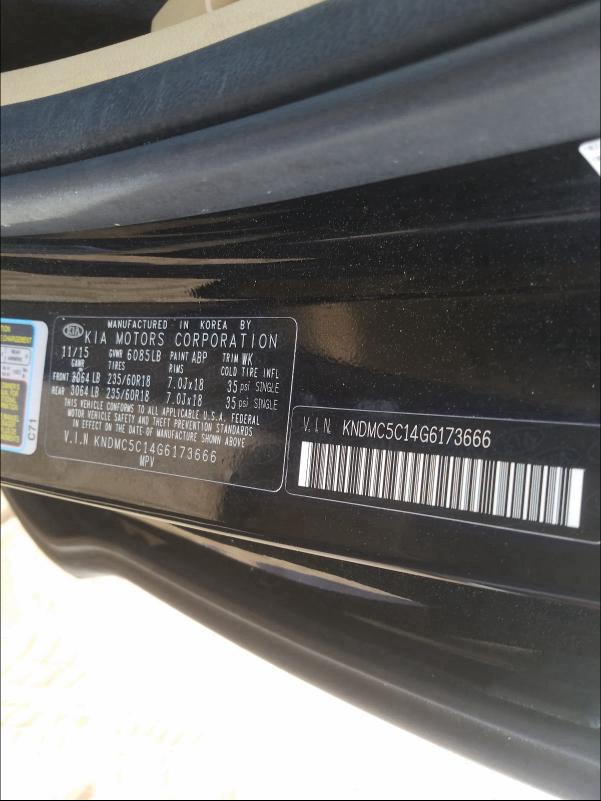 KIA
MANUFACTURED IN KOREA BY
KIA MOTORS CORPORATION
11/15 GVWR 6085LB PAINT ABP TRIM WK
GAWR TIRES RIMS COLD TIRE INFL
FRONT 3064 LB 235/60R18 7.0Jx18 35 psi SINGLE
REAR 3064 LB 235/60R18 7.0Jx18 35 psi SINGLE
THIS VEHICLE CONFORMS TO ALL APPLICABLE U.S.A. FEDERAL
MOTOR VEHICLE SAFETY AND THEFT PREVENTION STANDARDS
IN EFFECT ON THE DATE OF MANUFACTURE SHOWN ABOVE
V.I.N KNDMC5C14G6173666
MPV
V.I.N. KNDMC5C14G6173666
C71